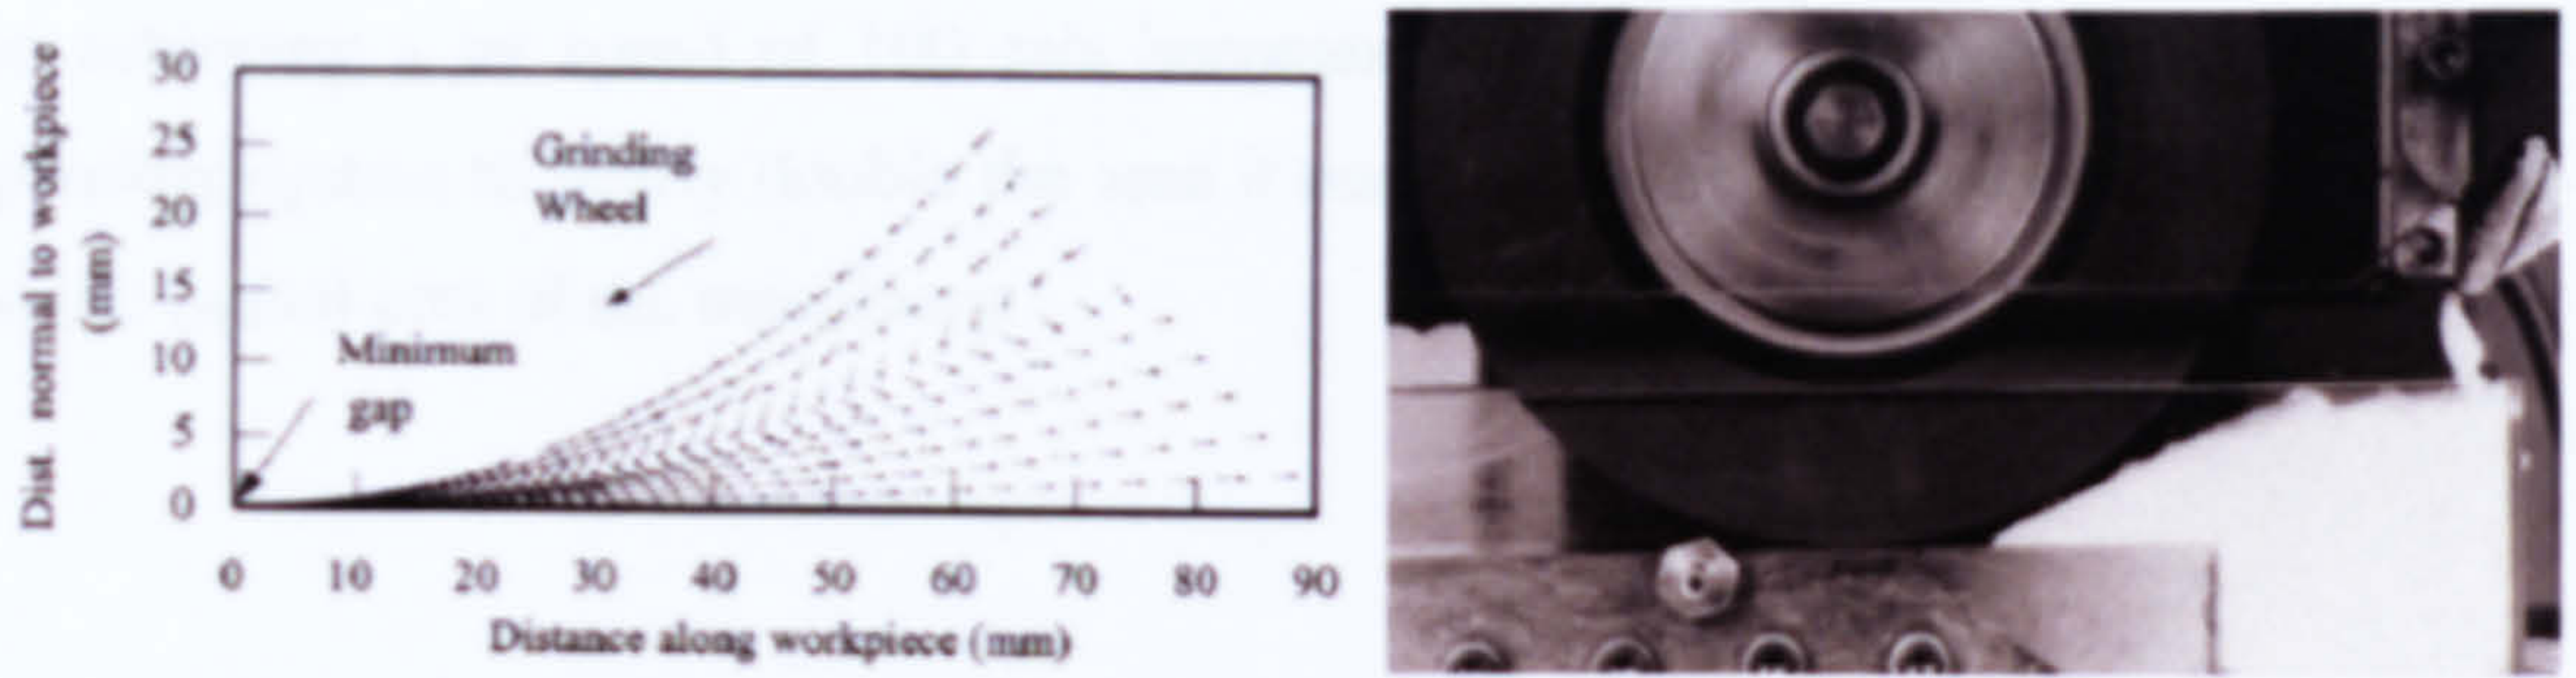 Dist. normal to workpiece
(mm)
30
25
20
15
10
5
0
Grinding
Wheel
Minimum
gap
0 10 20 30 40 50 60 70 80 90
Distance along workpiece (mm)